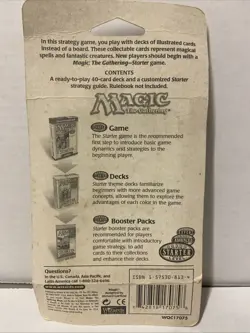 In this strategy game, you play with decks of illustrated cards
instead of a board. These collectable cards represent magical
spells and fantastic creatures. New players should begin with a
Magic: The Gathering—Starter game.
CONTENTS
A ready-to-play 40-card deck and a customized Starter
strategy guide. Rulebook not included.
MAGIC
The Gathering
Game
The Starter game is the recommended
first step to introduce basic game
dynamics and strategies to the
beginning player.
Decks
Starter theme decks familiarize
beginners with more advanced game
concepts, allowing them to explore the
advantages of each color in the game.
Booster Packs
Starter booster packs are
recommended for players
comfortable with introductory
game strategy, to add
cards to their collections
and enhance their decks.
STARTER
Questions?
In the U.S., Canada, Asia Pacific, and
Latin America call
MADE IN
WOC17075